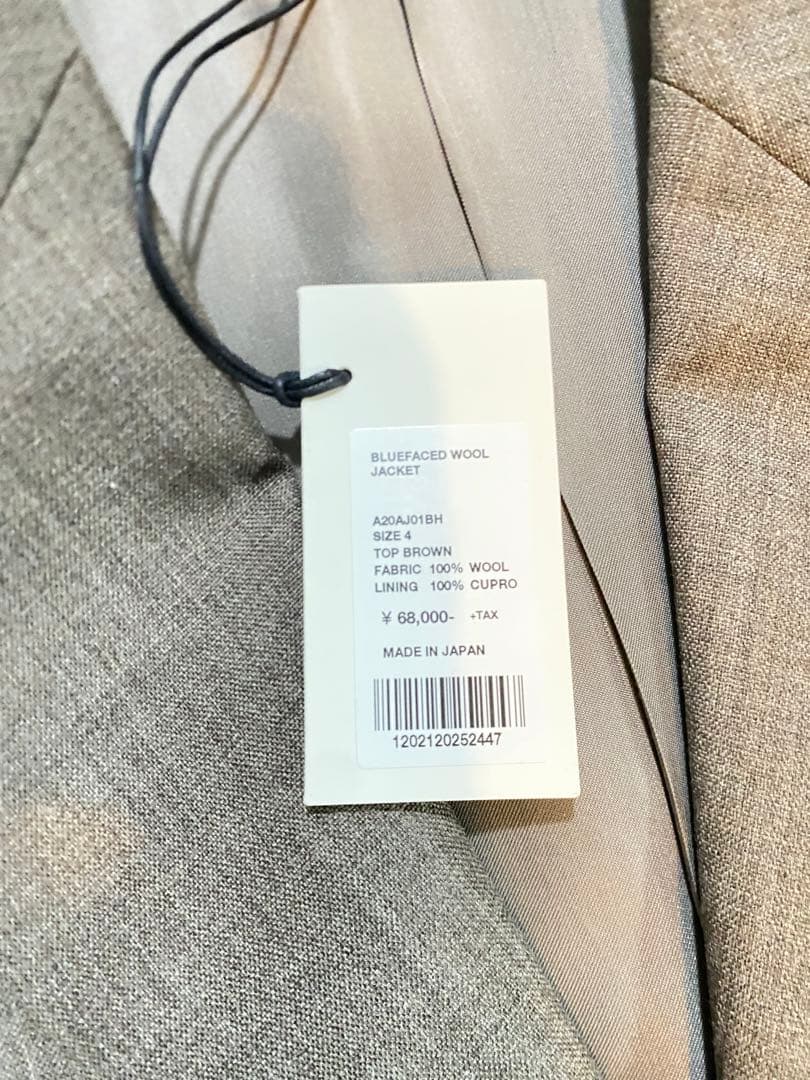 BLUEFACED WOOL
JACKET
A20AJ01BH
SIZE 4
TOP BROWN
FABRIC 100% WOOL
LINING 100% CUPRO
¥ 68,000- +TAX
MADE IN JAPAN
1202120252447